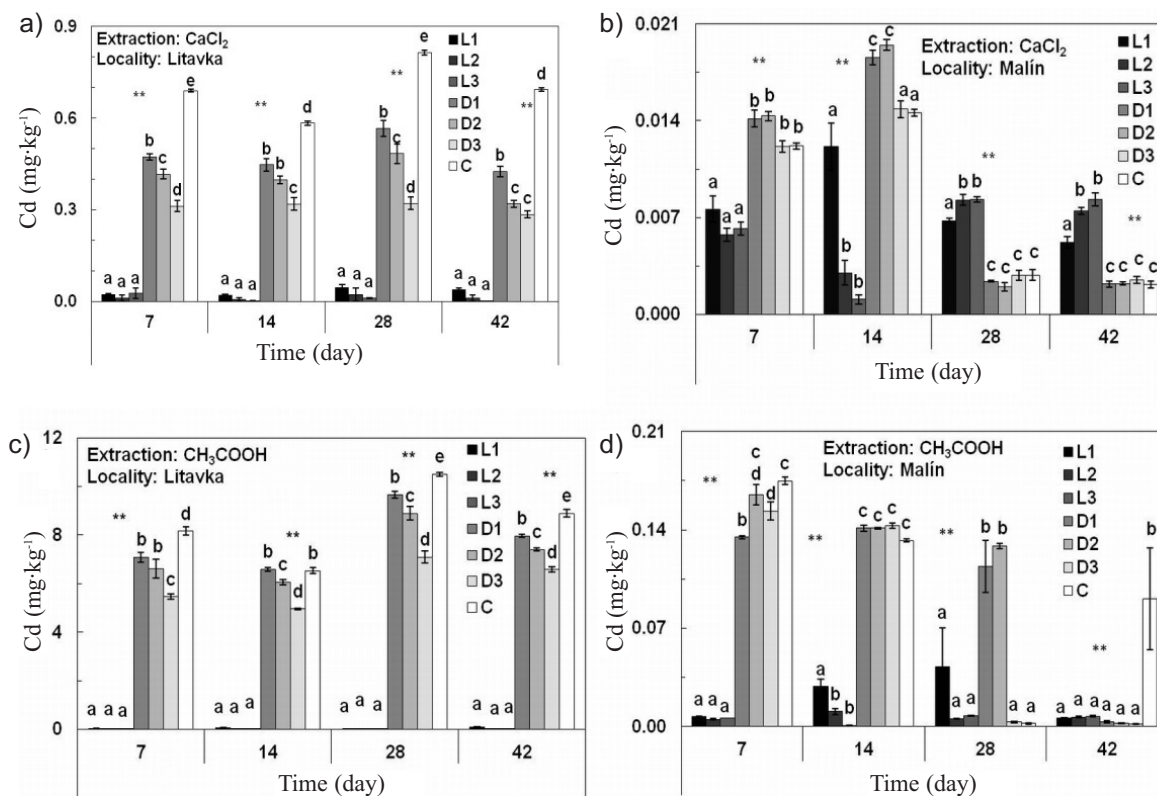 a)
0.9
0.6
0.3
0.0
Cd (mg·kg⁻¹)
Extraction: CaCl₂
Locality: Litavka
** ** ** **
L1
L2
L3
D1
D2
D3
C
a a a b c d e
a a a b b c d
a a a b c d e
a a a b c c d
7 14 28 42
Time (day)
b)
0.021
0.014
0.007
0.000
Cd (mg·kg⁻¹)
Extraction: CaCl₂
Locality: Malín
** ** ** **
L1
L2
L3
D1
D2
D3
C
a a a b b b b
a b b c c a a
a b b c c c c
a b b c c c c
7 14 28 42
Time (day)
c)
12
8
4
0
Cd (mg·kg⁻¹)
Extraction: CH₃COOH
Locality: Litavka
** ** ** **
L1
L2
L3
D1
D2
D3
C
a a a b b c d
a a a b c d b
a a a b c d e
a a a b c d e
7 14 28 42
Time (day)
d)
0.21
0.14
0.07
0.00
Cd (mg·kg⁻¹)
Extraction: CH₃COOH
Locality: Malín
** ** ** **
L1
L2
L3
D1
D2
D3
C
a a a b c d d c
a b b c c c c
a a a b b a a
a a a a a a b
7 14 28 42
Time (day)